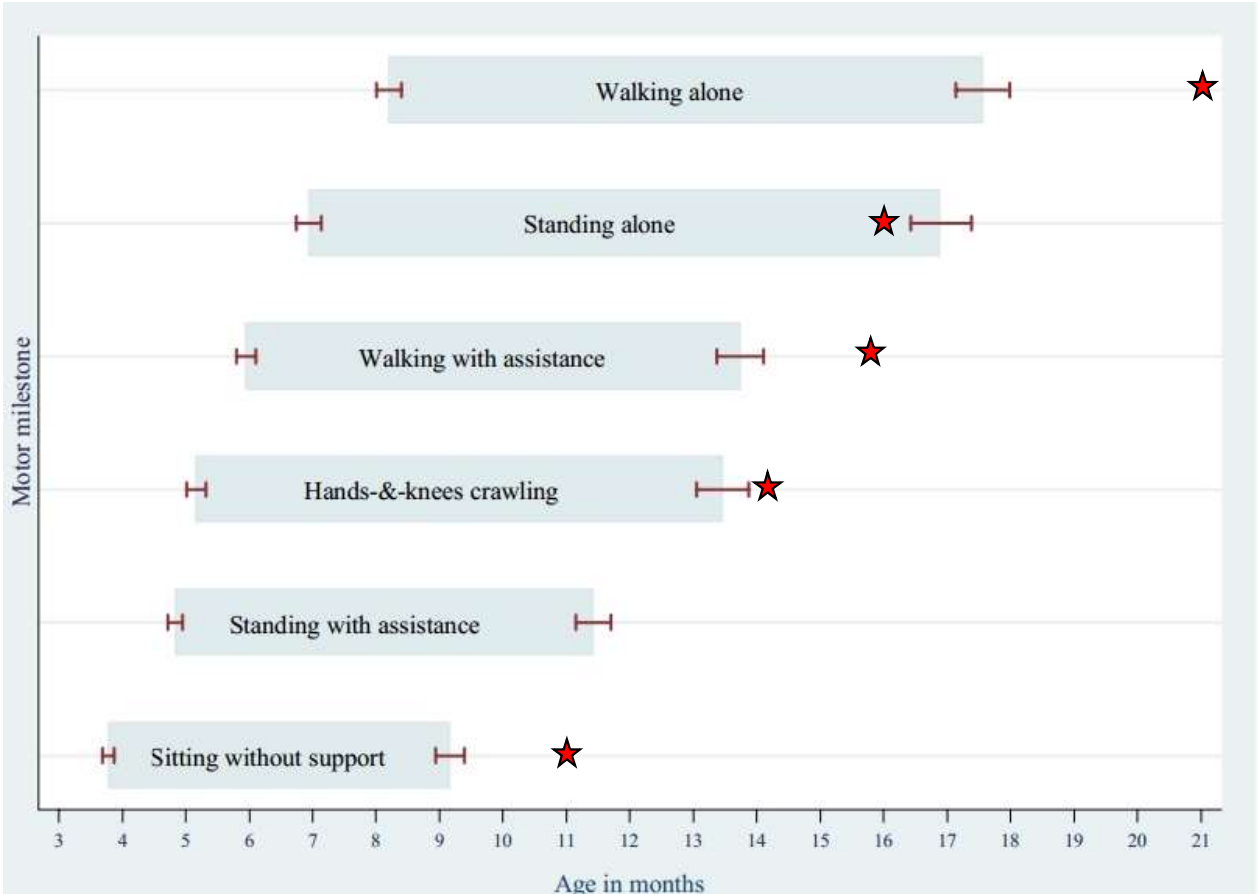 Walking alone
Standing alone
Walking with assistance
Hands-&-knees crawling
Standing with assistance
Sitting without support
Motor milestone
3 4 5 6 7 8 9 10 11 12 13 14 15 16 17 18 19 20 21
Age in months